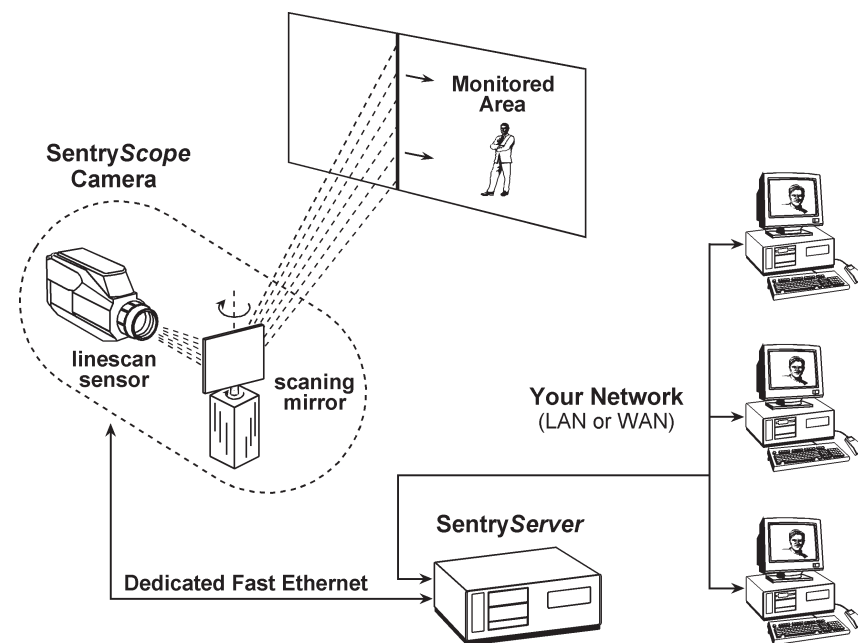 Monitored
Area
SentryScope
Camera
linescan
sensor
scaning
mirror
Your Network
(LAN or WAN)
SentryServer
Dedicated Fast Ethernet